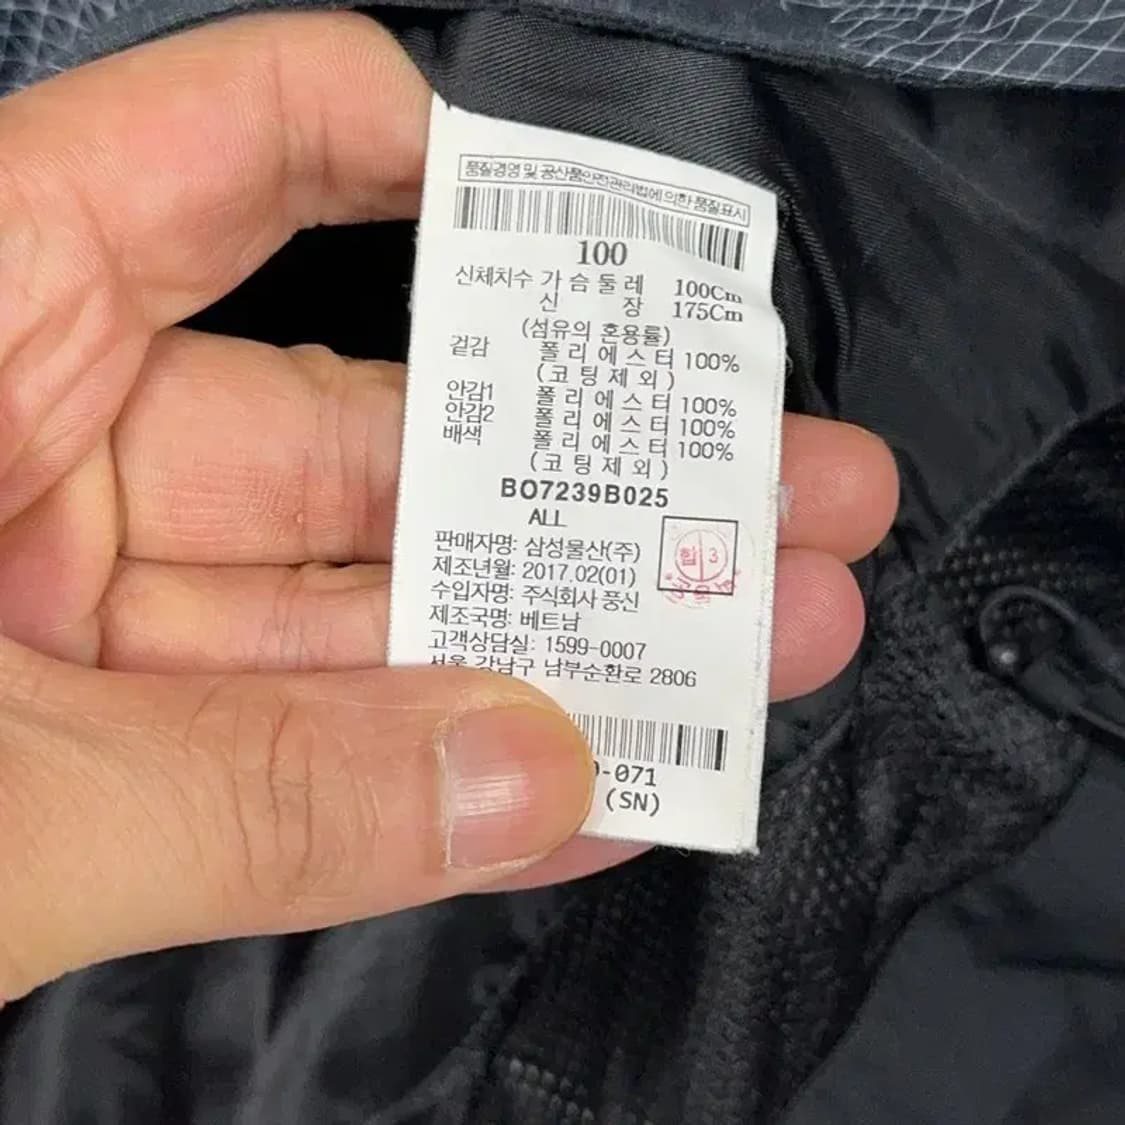 품질경영 및 공산품안전관리법에 의한 품질표시
100
신체치수 가 슴 둘 레 100Cm
신 장 175Cm
(섬유의 혼용률)
겉감 폴 리 에 스 터 100%
( 코 팅 제 외 )
안감1 폴 리 에 스 터 100%
안감2 폴 리 에 스 터 100%
배색 폴 리 에 스 터 100%
( 코 팅 제 외 )
BO7239B025
ALL
판매자명: 삼성물산(주)
제조년월: 2017.02(01)
수입자명: 주식회사 풍신
제조국명: 베트남
고객상담실: 1599-0007
서울 강남구 남부순환로 2806
합 3
-071
(SN)